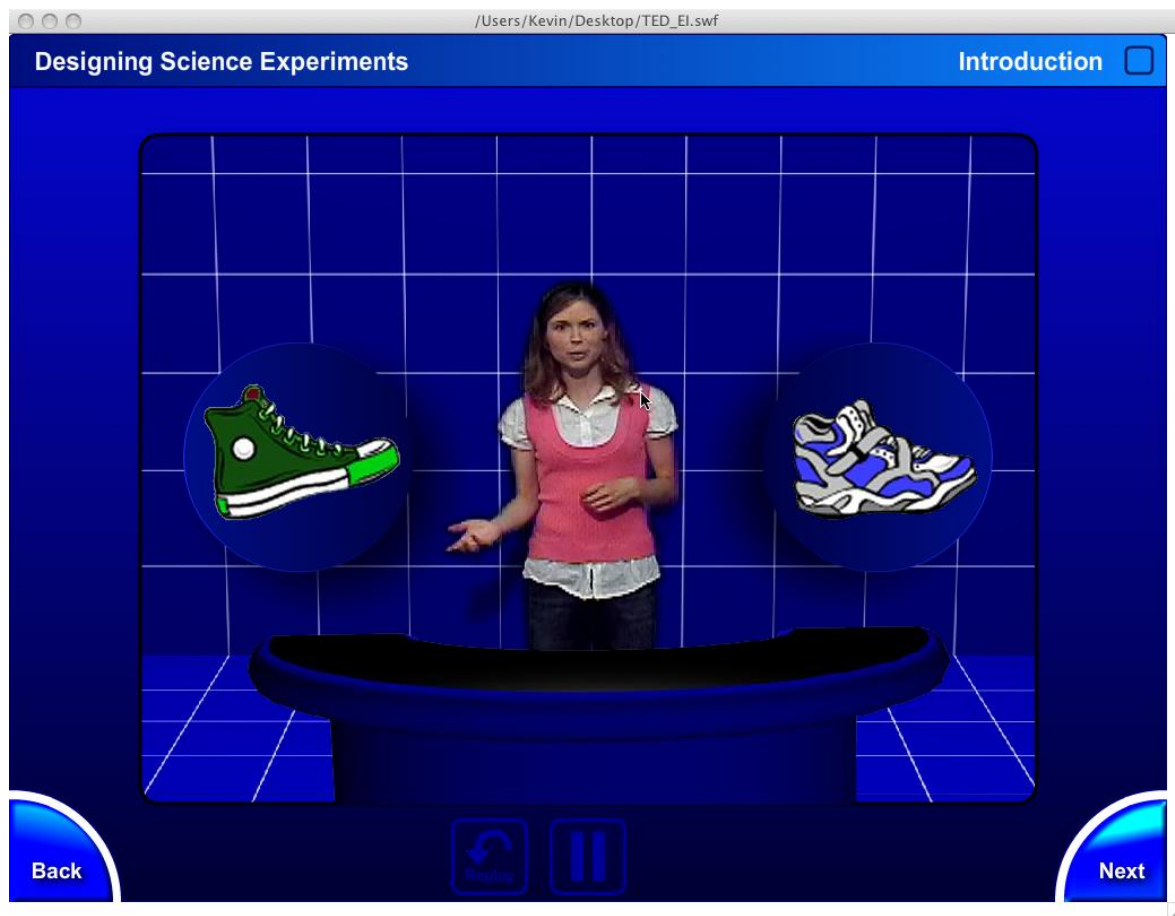 /Users/Kevin/Desktop/TED_EI.swf
Designing Science Experiments
Introduction
Back
Replay
Next